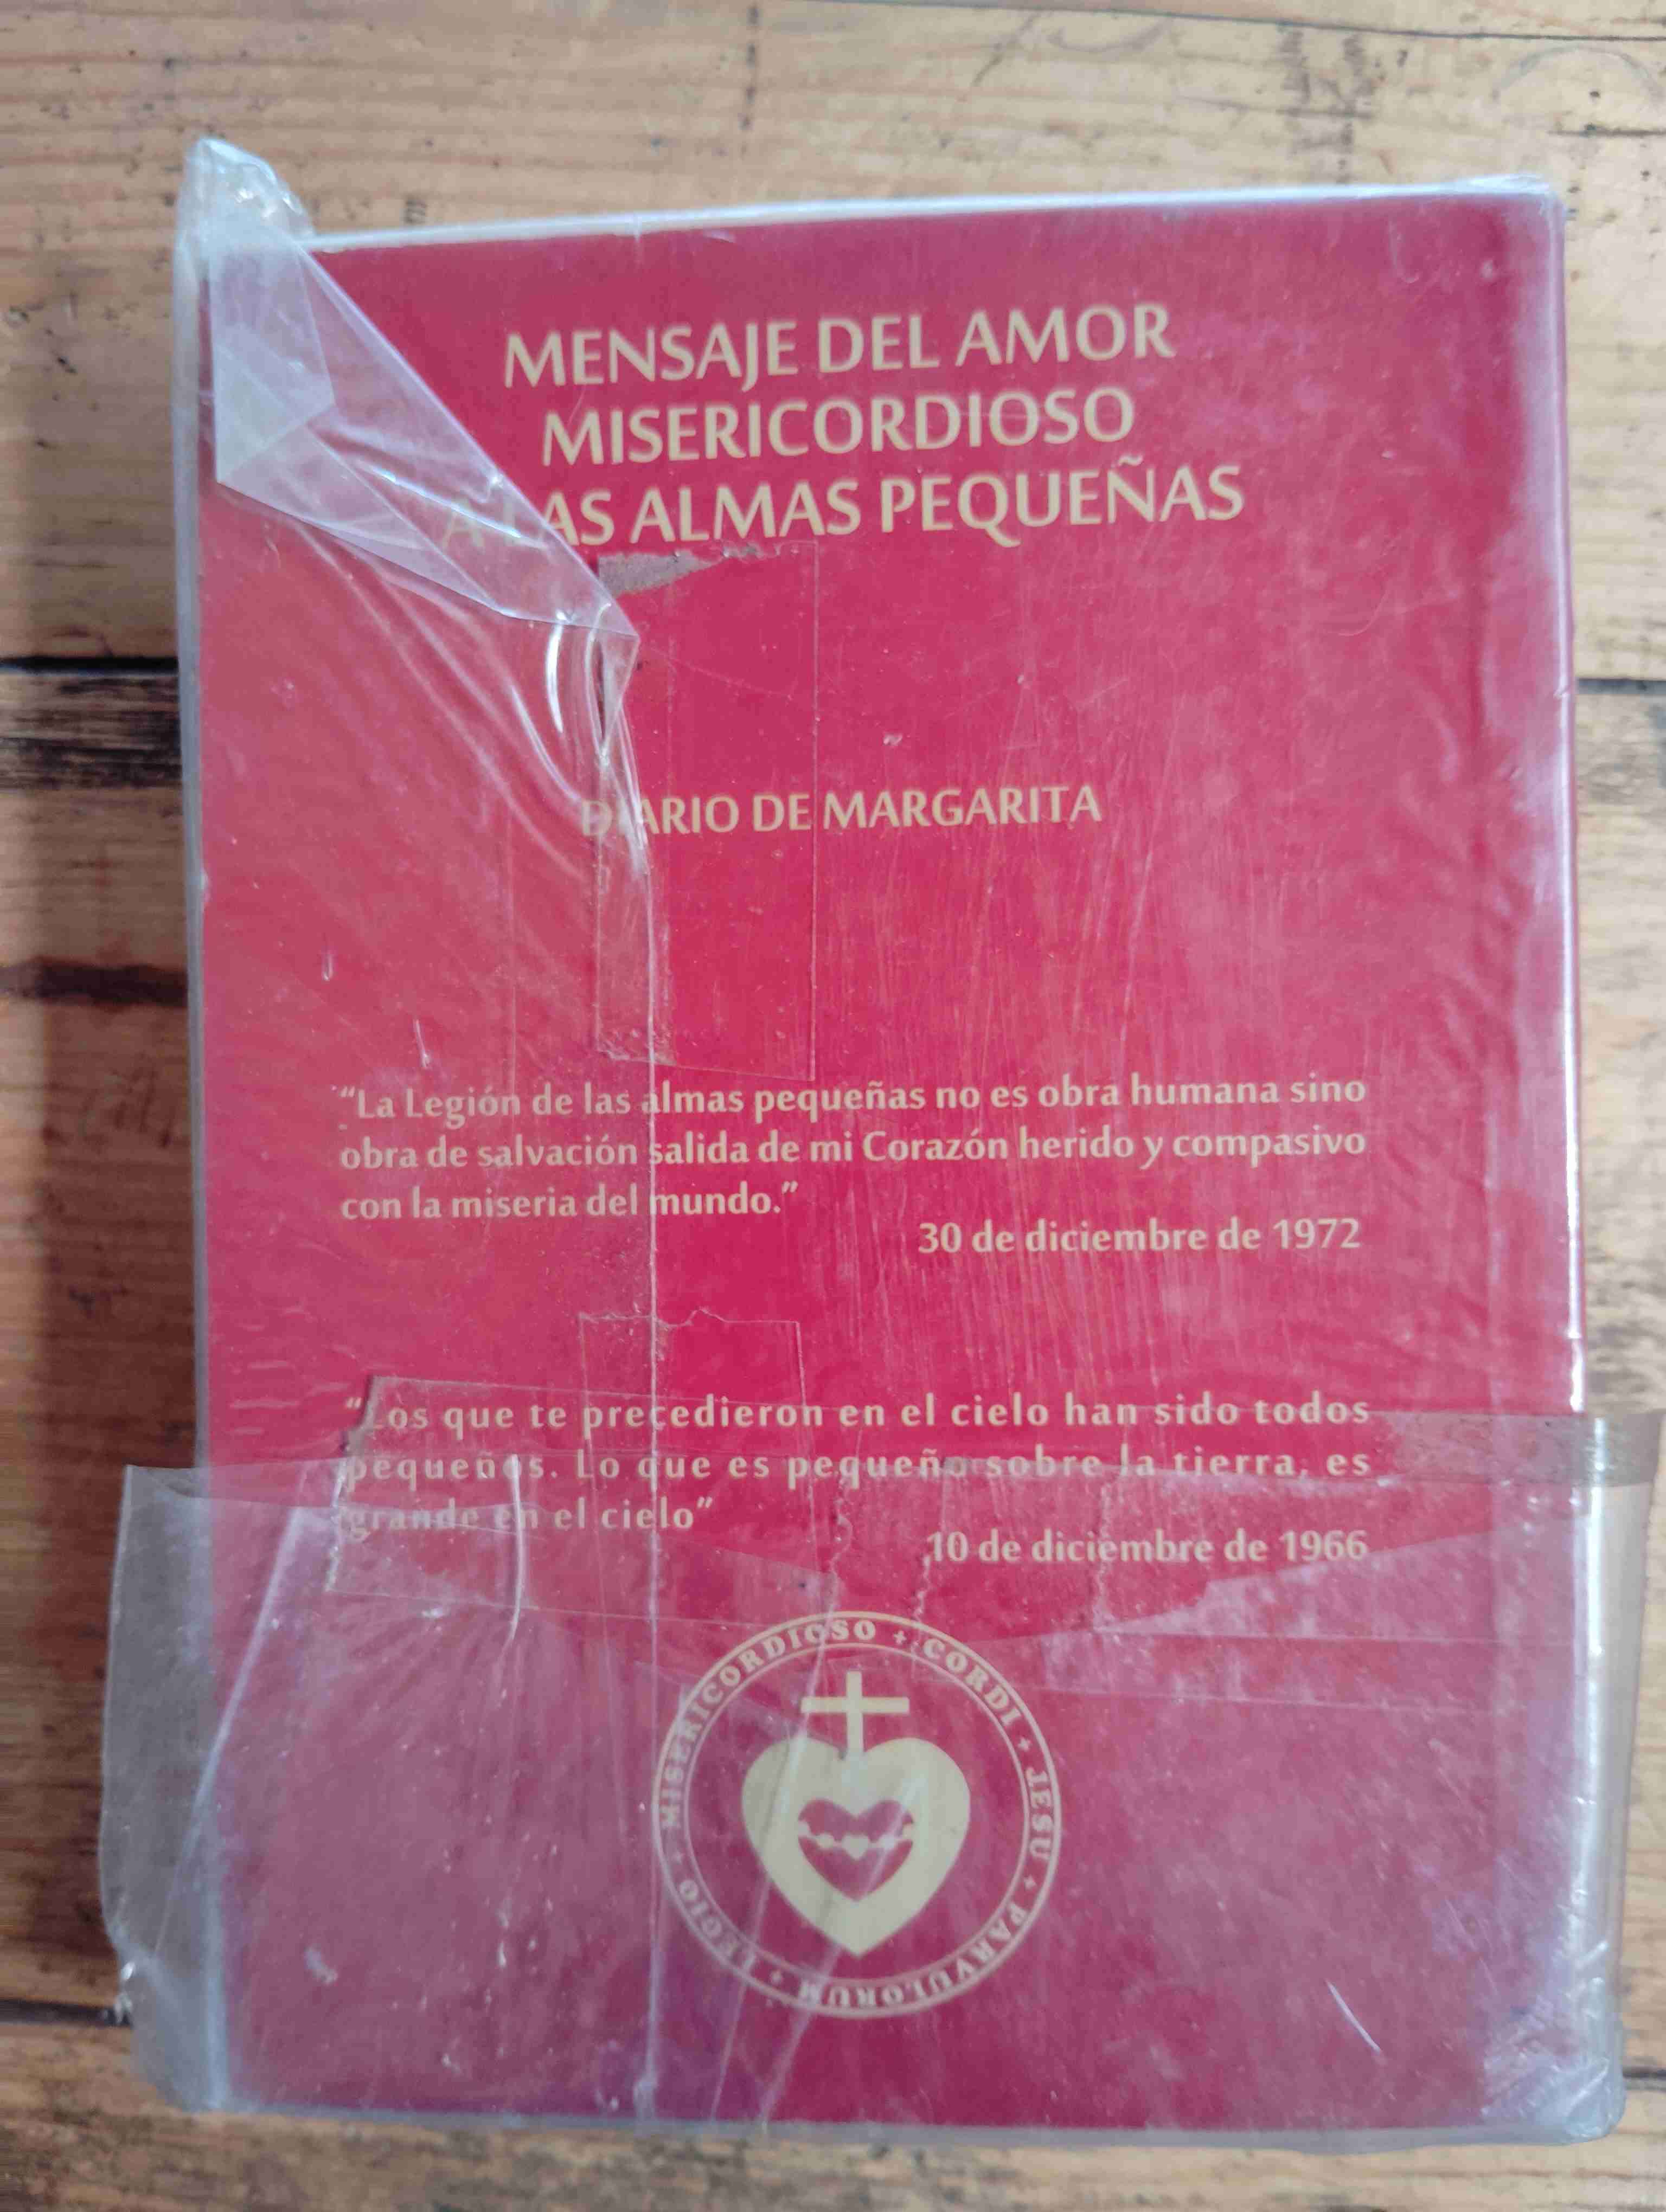 MENSAJE DEL AMOR
MISERICORDIOSO
A LAS ALMAS PEQUEÑAS
DIARIO DE MARGARITA
“La Legión de las almas pequeñas no es obra humana sino
obra de salvación salida de mi Corazón herido y compasivo
con la miseria del mundo.”
30 de diciembre de 1972
“Los que te precedieron en el cielo han sido todos
pequeños. Lo que es pequeño sobre la tierra, es
grande en el cielo”
10 de diciembre de 1966
LEGIO + MISERICORDIOSO + CORDI + JESU + PARVULORUM +